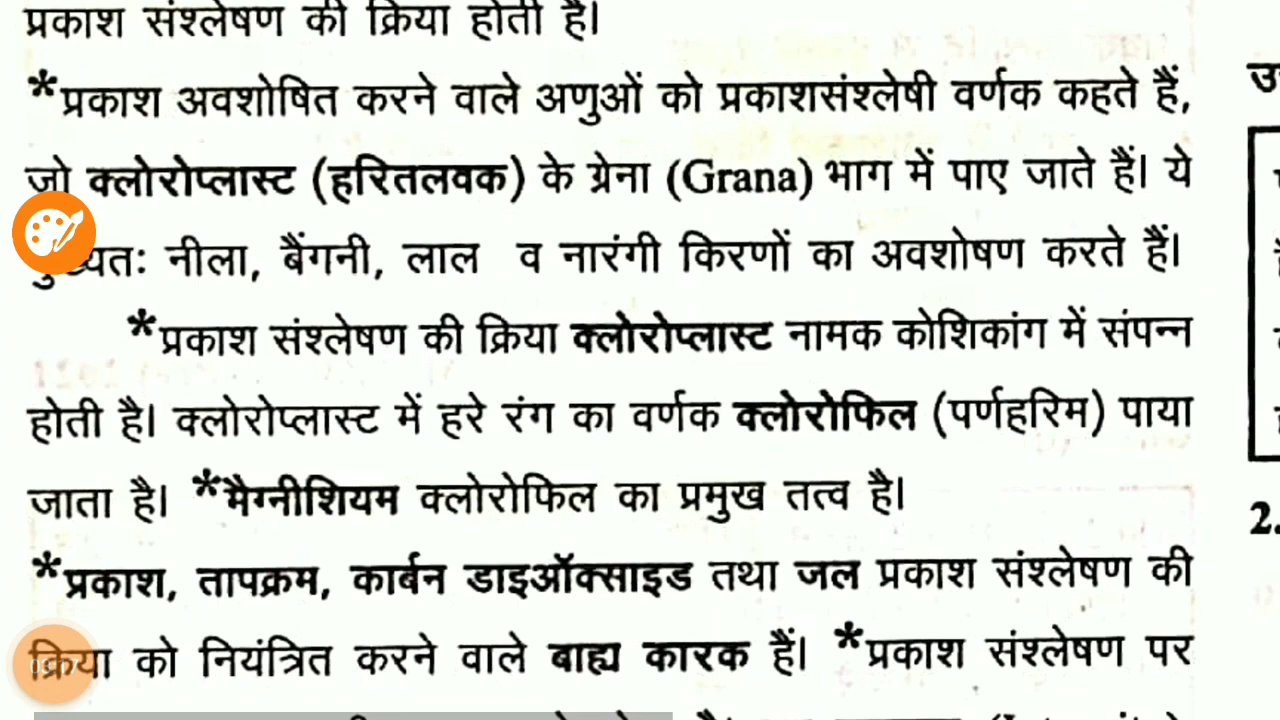 प्रकाश संश्लेषण की क्रिया होती है।
*प्रकाश अवशोषित करने वाले अणुओं को प्रकाशसंश्लेषी वर्णक कहते हैं,
जो क्लोरोप्लास्ट (हरितलवक) के ग्रेना (Grana) भाग में पाए जाते हैं। ये
नीला, बैंगनी, लाल व नारंगी किरणों का अवशोषण करते हैं।
*प्रकाश संश्लेषण की क्रिया क्लोरोप्लास्ट नामक कोशिकांग में संपन्न
होती है। क्लोरोप्लास्ट में हरे रंग का वर्णक क्लोरोफिल (पर्णहरिम) पाया
जाता है। *मैग्नीशियम क्लोरोफिल का प्रमुख तत्व है।
*प्रकाश, तापक्रम, कार्बन डाइऑक्साइड तथा जल प्रकाश संश्लेषण की
क्रिया को नियंत्रित करने वाले बाह्य कारक हैं। *प्रकाश संश्लेषण पर
2.